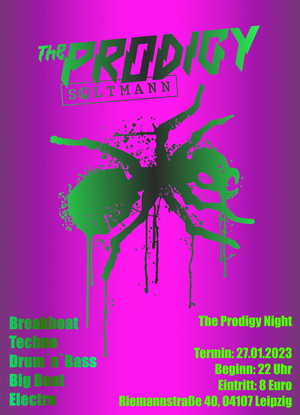 The PRODIGY
SALTMANN
Breakbeat
Techno
Drum´n´Bass
Big Beat
Electro
The Prodigy Night
Termin: 27.01.2023
Beginn: 22 Uhr
Eintritt: 8 Euro
Riemannstraße 40, 04107 Leipzig